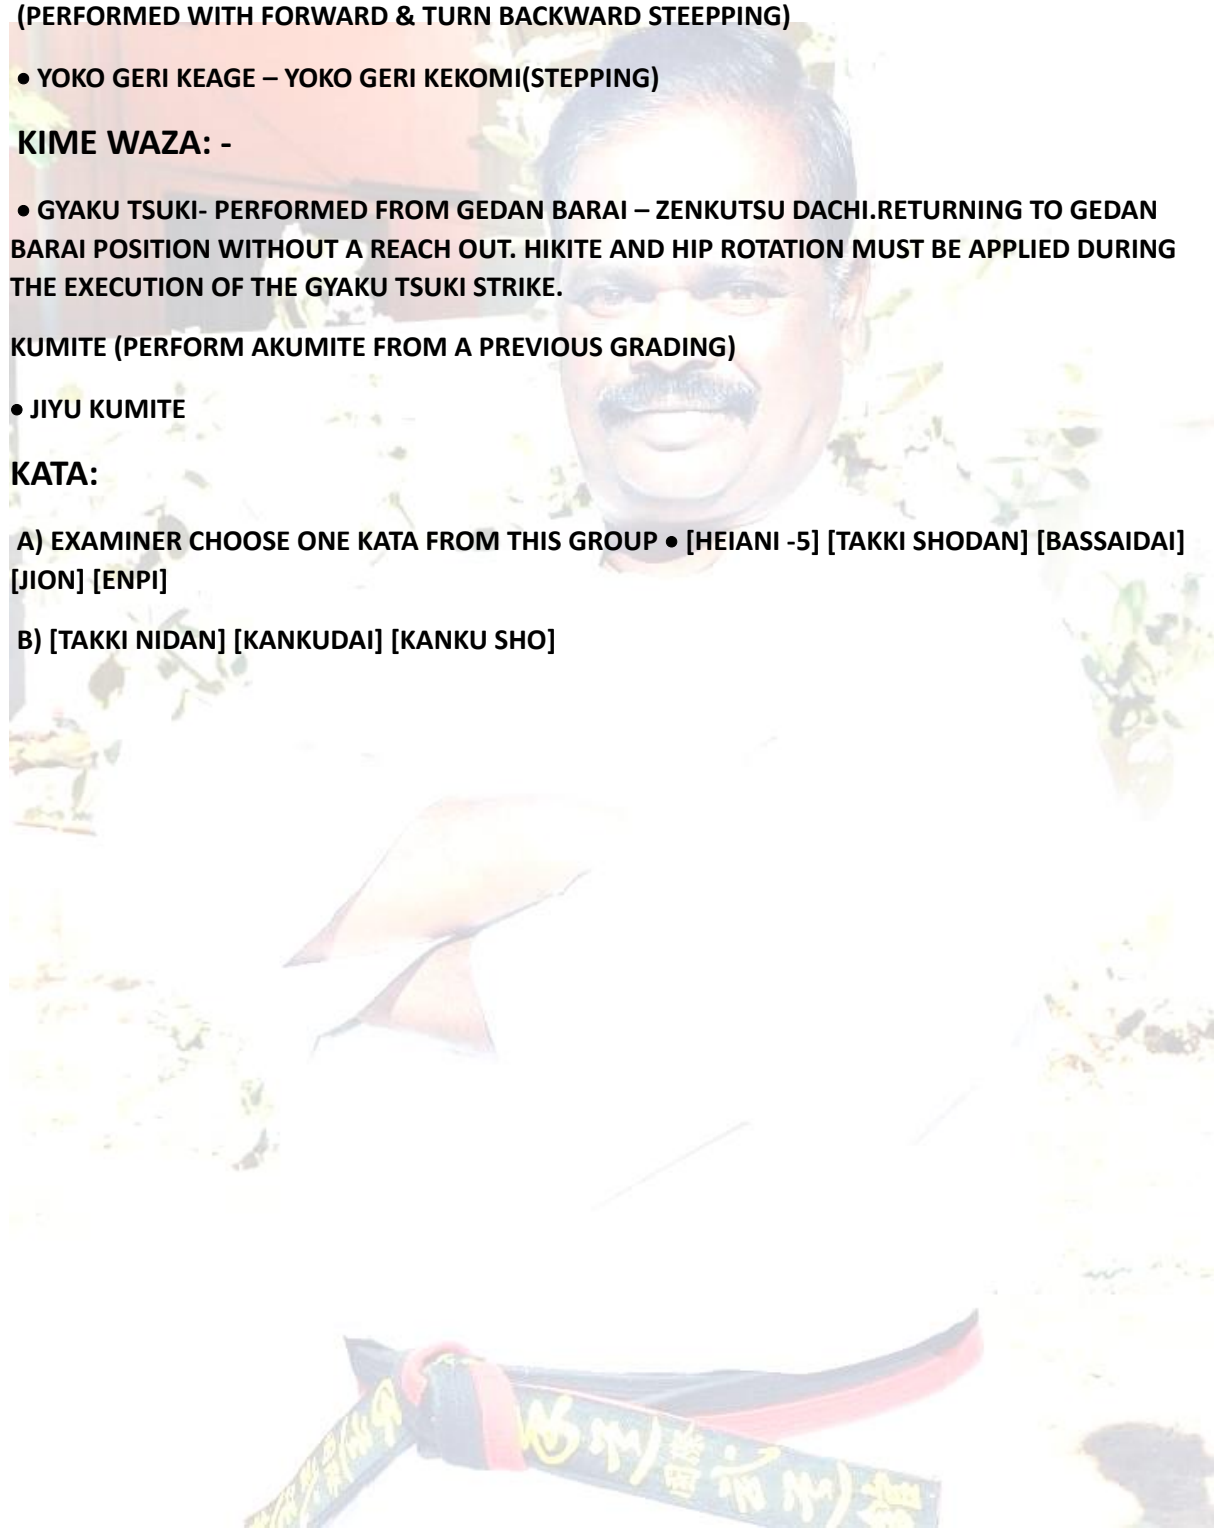 (PERFORMED WITH FORWARD & TURN BACKWARD STEEPPING)
• YOKO GERI KEAGE – YOKO GERI KEKOMI(STEPPING)
KIME WAZA: -
• GYAKU TSUKI- PERFORMED FROM GEDAN BARAI – ZENKUTSU DACHI.RETURNING TO GEDAN
BARAI POSITION WITHOUT A REACH OUT. HIKITE AND HIP ROTATION MUST BE APPLIED DURING
THE EXECUTION OF THE GYAKU TSUKI STRIKE.
KUMITE (PERFORM AKUMITE FROM A PREVIOUS GRADING)
• JIYU KUMITE
KATA:
A) EXAMINER CHOOSE ONE KATA FROM THIS GROUP • [HEIANI -5] [TAKKI SHODAN] [BASSAIDAI]
[JION] [ENPI]
B) [TAKKI NIDAN] [KANKUDAI] [KANKU SHO]